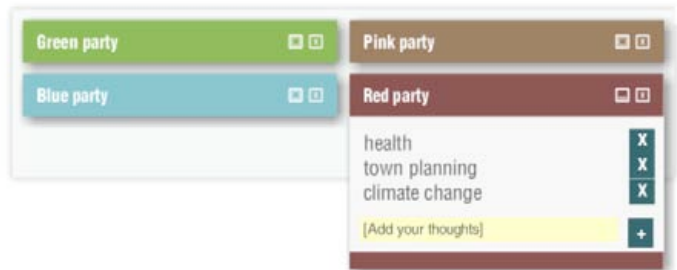 Green party
Pink party
Blue party
Red party
health X
town planning X
climate change X
[Add your thoughts] +